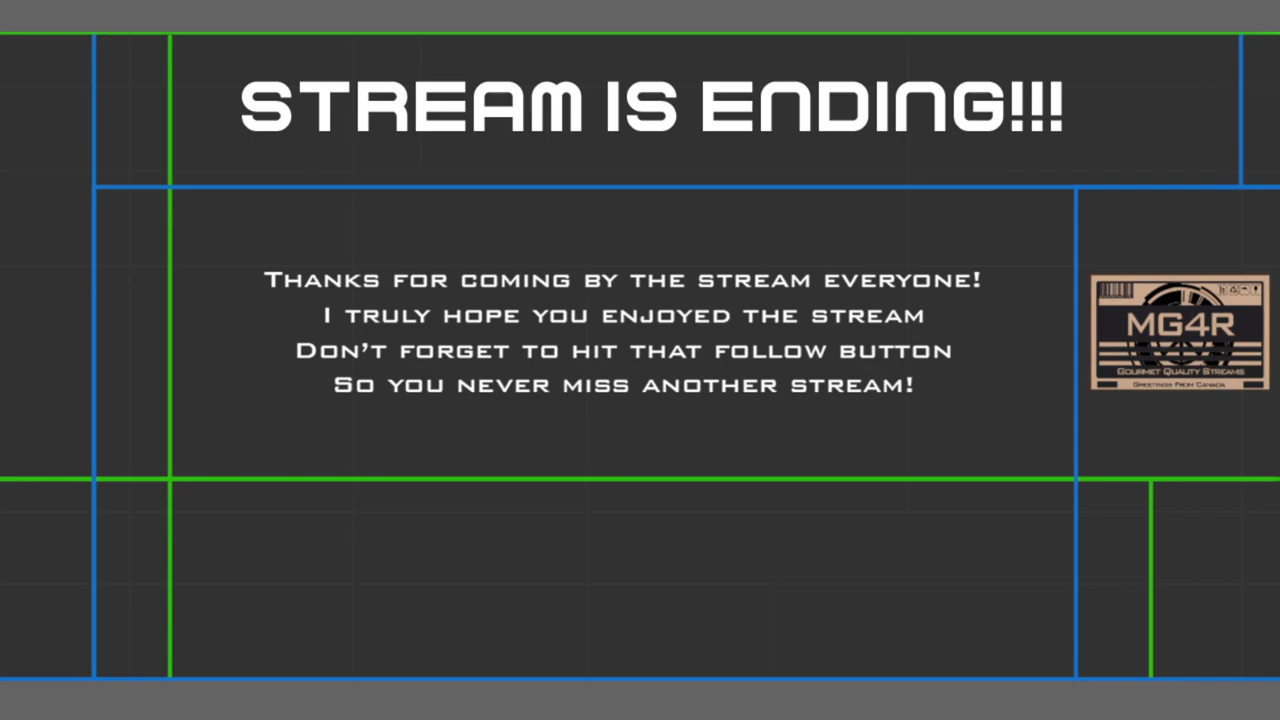 STREAM IS ENDING!!!
THANKS FOR COMING BY THE STREAM EVERYONE!
I TRULY HOPE YOU ENJOYED THE STREAM
DON'T FORGET TO HIT THAT FOLLOW BUTTON
SO YOU NEVER MISS ANOTHER STREAM!
MG4R
GOURMET QUALITY STREAMS
GREETINGS FROM CANADA